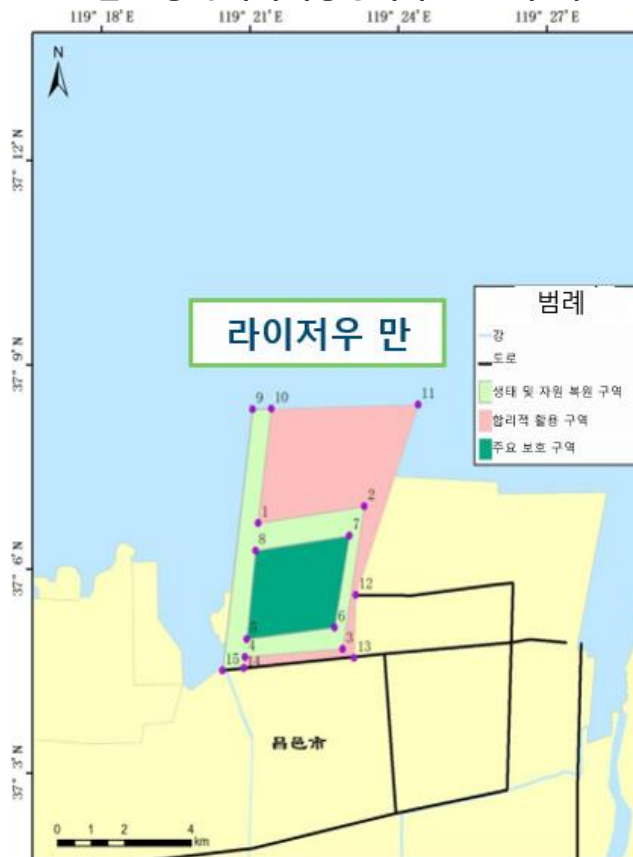 119° 18' E
119° 21' E
119° 24' E
119° 27' E
N
37° 12' N
37° 9' N
37° 6' N
37° 3' N
라이저우 만
범례
강
도로
생태 및 자원 복원 구역
합리적 활용 구역
주요 보호 구역
9
10
11
1
2
7
8
12
5
6
4
3
13
15
14
昌邑市
0 1 2 4
km